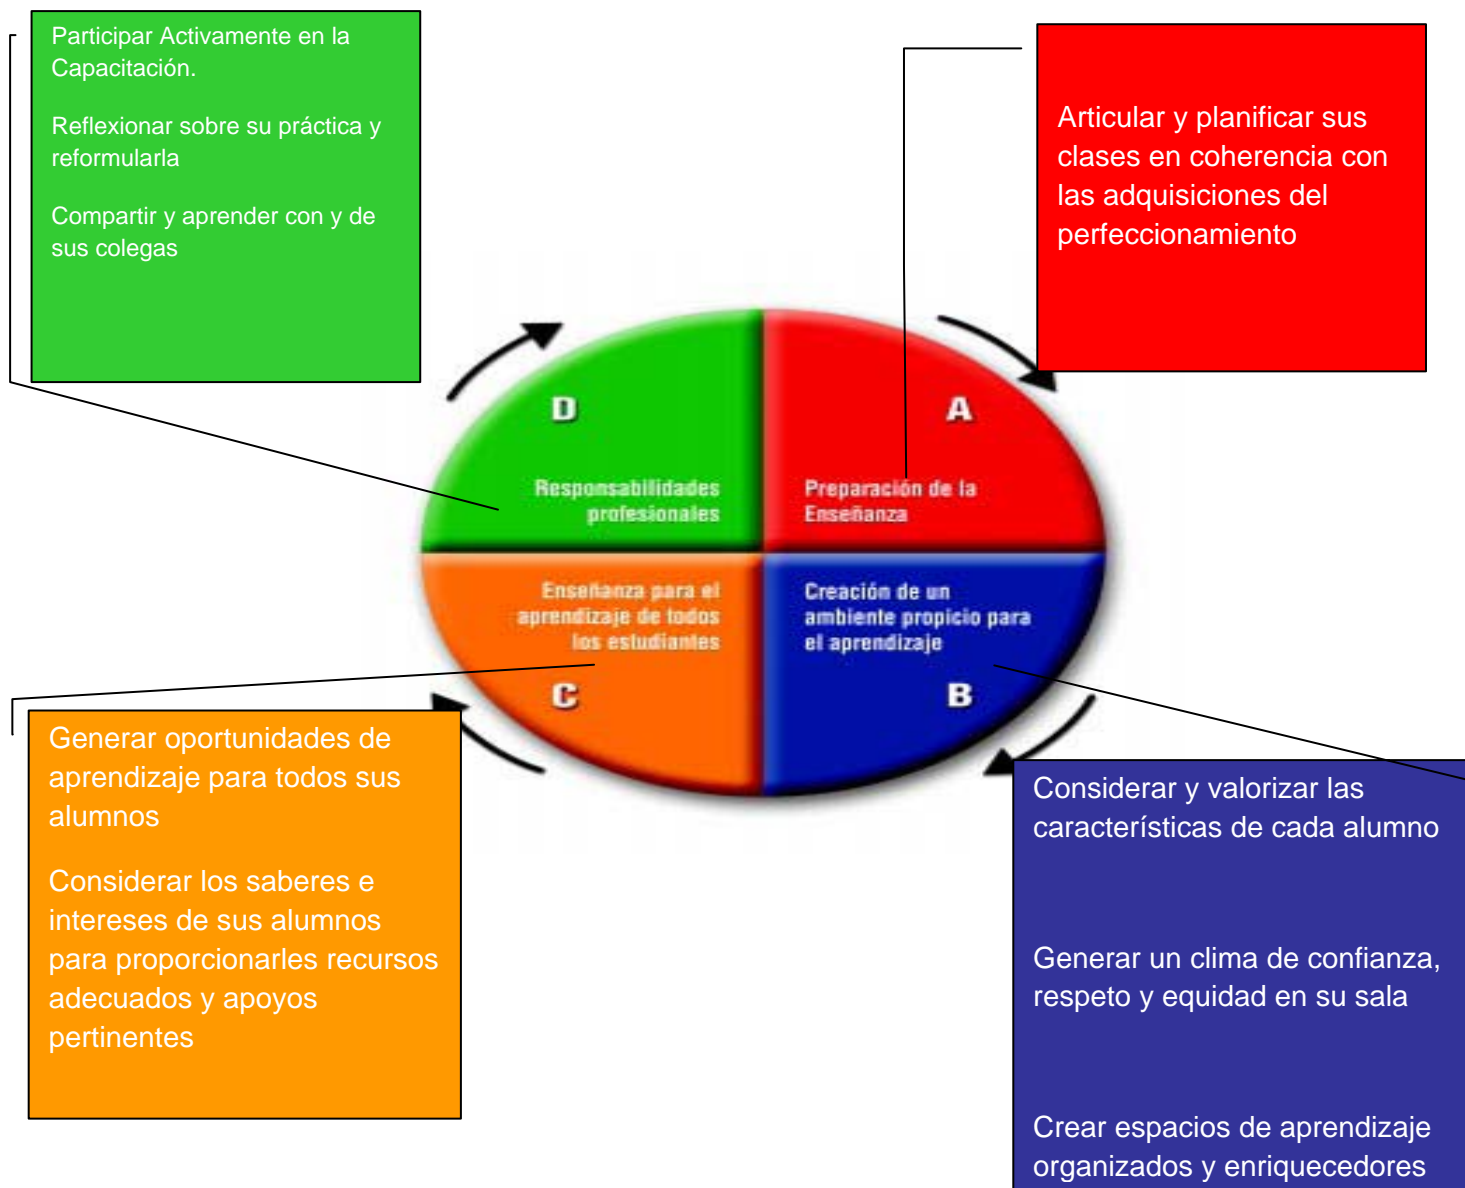 Participar Activamente en la
Capacitación.
Reflexionar sobre su práctica y
reformularla
Compartir y aprender con y de
sus colegas
Articular y planificar sus
clases en coherencia con
las adquisiciones del
perfeccionamiento
D
Responsabilidades
profesionales
A
Preparación de la
Enseñanza
Enseñanza para el
aprendizaje de todos
los estudiantes
C
Creación de un
ambiente propicio para
el aprendizaje
B
Generar oportunidades de
aprendizaje para todos sus
alumnos
Considerar los saberes e
intereses de sus alumnos
para proporcionarles recursos
adecuados y apoyos
pertinentes
Considerar y valorizar las
características de cada alumno
Generar un clima de confianza,
respeto y equidad en su sala
Crear espacios de aprendizaje
organizados y enriquecedores